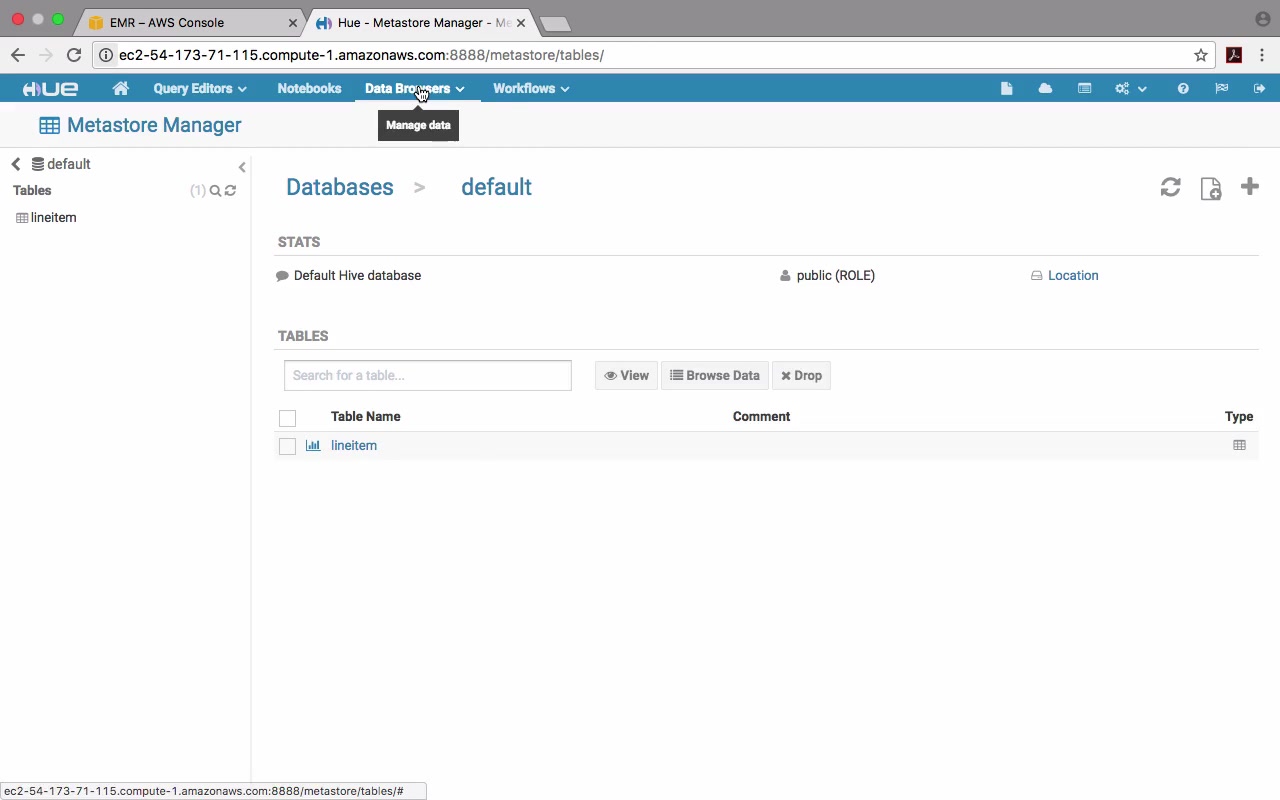 EMR – AWS Console
Hue - Metastore Manager - Me
ec2-54-173-71-115.compute-1.amazonaws.com:8888/metastore/tables/
HUE Query Editors Notebooks Data Browsers Workflows
Metastore Manager
Manage data
default
Tables (1)
lineitem
Databases > default
STATS
Default Hive database public (ROLE) Location
TABLES
Search for a table... View Browse Data Drop
Table Name Comment Type
lineitem
ec2-54-173-71-115.compute-1.amazonaws.com:8888/metastore/tables/#